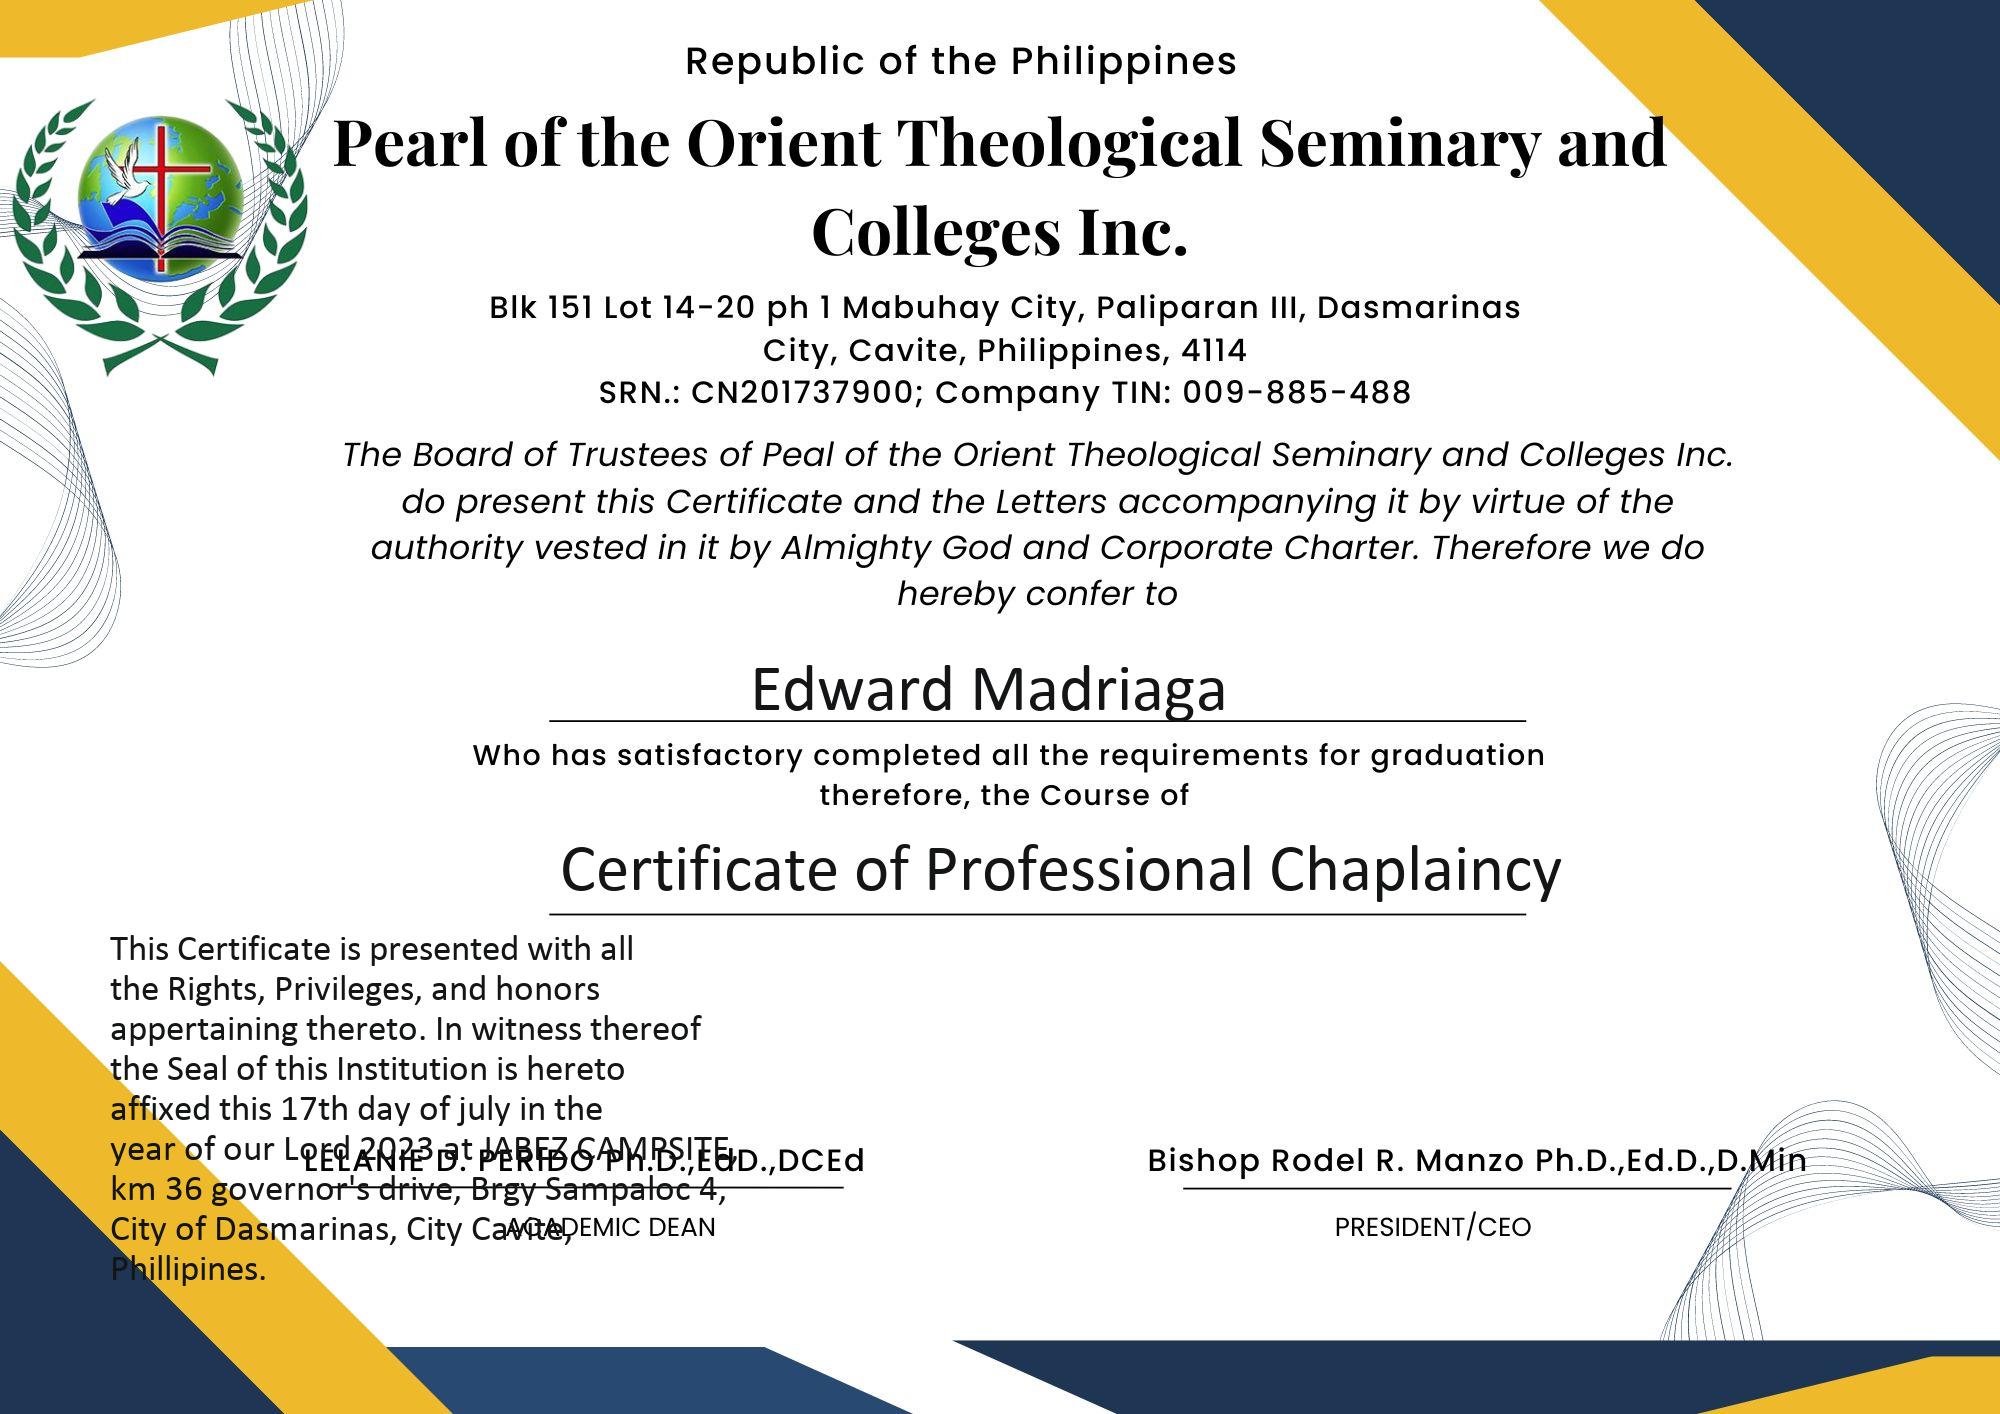 Republic of the Philippines
Pearl of the Orient Theological Seminary and
Colleges Inc.
Blk 151 Lot 14-20 ph 1 Mabuhay City, Paliparan III, Dasmarinas
City, Cavite, Philippines, 4114
SRN.: CN201737900; Company TIN: 009-885-488
The Board of Trustees of Peal of the Orient Theological Seminary and Colleges Inc.
do present this Certificate and the Letters accompanying it by virtue of the
authority vested in it by Almighty God and Corporate Charter. Therefore we do
hereby confer to
Edward Madriaga
Who has satisfactory completed all the requirements for graduation
therefore, the Course of
Certificate of Professional Chaplaincy
This Certificate is presented with all
the Rights, Privileges, and honors
appertaining thereto. In witness thereof
the Seal of this Institution is hereto
affixed this 17th day of july in the
year of our Lord 2023 at JABEZ CAMPSITE,
km 36 governor's drive, Brgy Sampaloc 4,
City of Dasmarinas, City Cavite,
Phillipines.
LELANIE D. PERIDO Ph.D.,EdD.,DCEd
ACADEMIC DEAN
Bishop Rodel R. Manzo Ph.D.,Ed.D.,D.Min
PRESIDENT/CEO